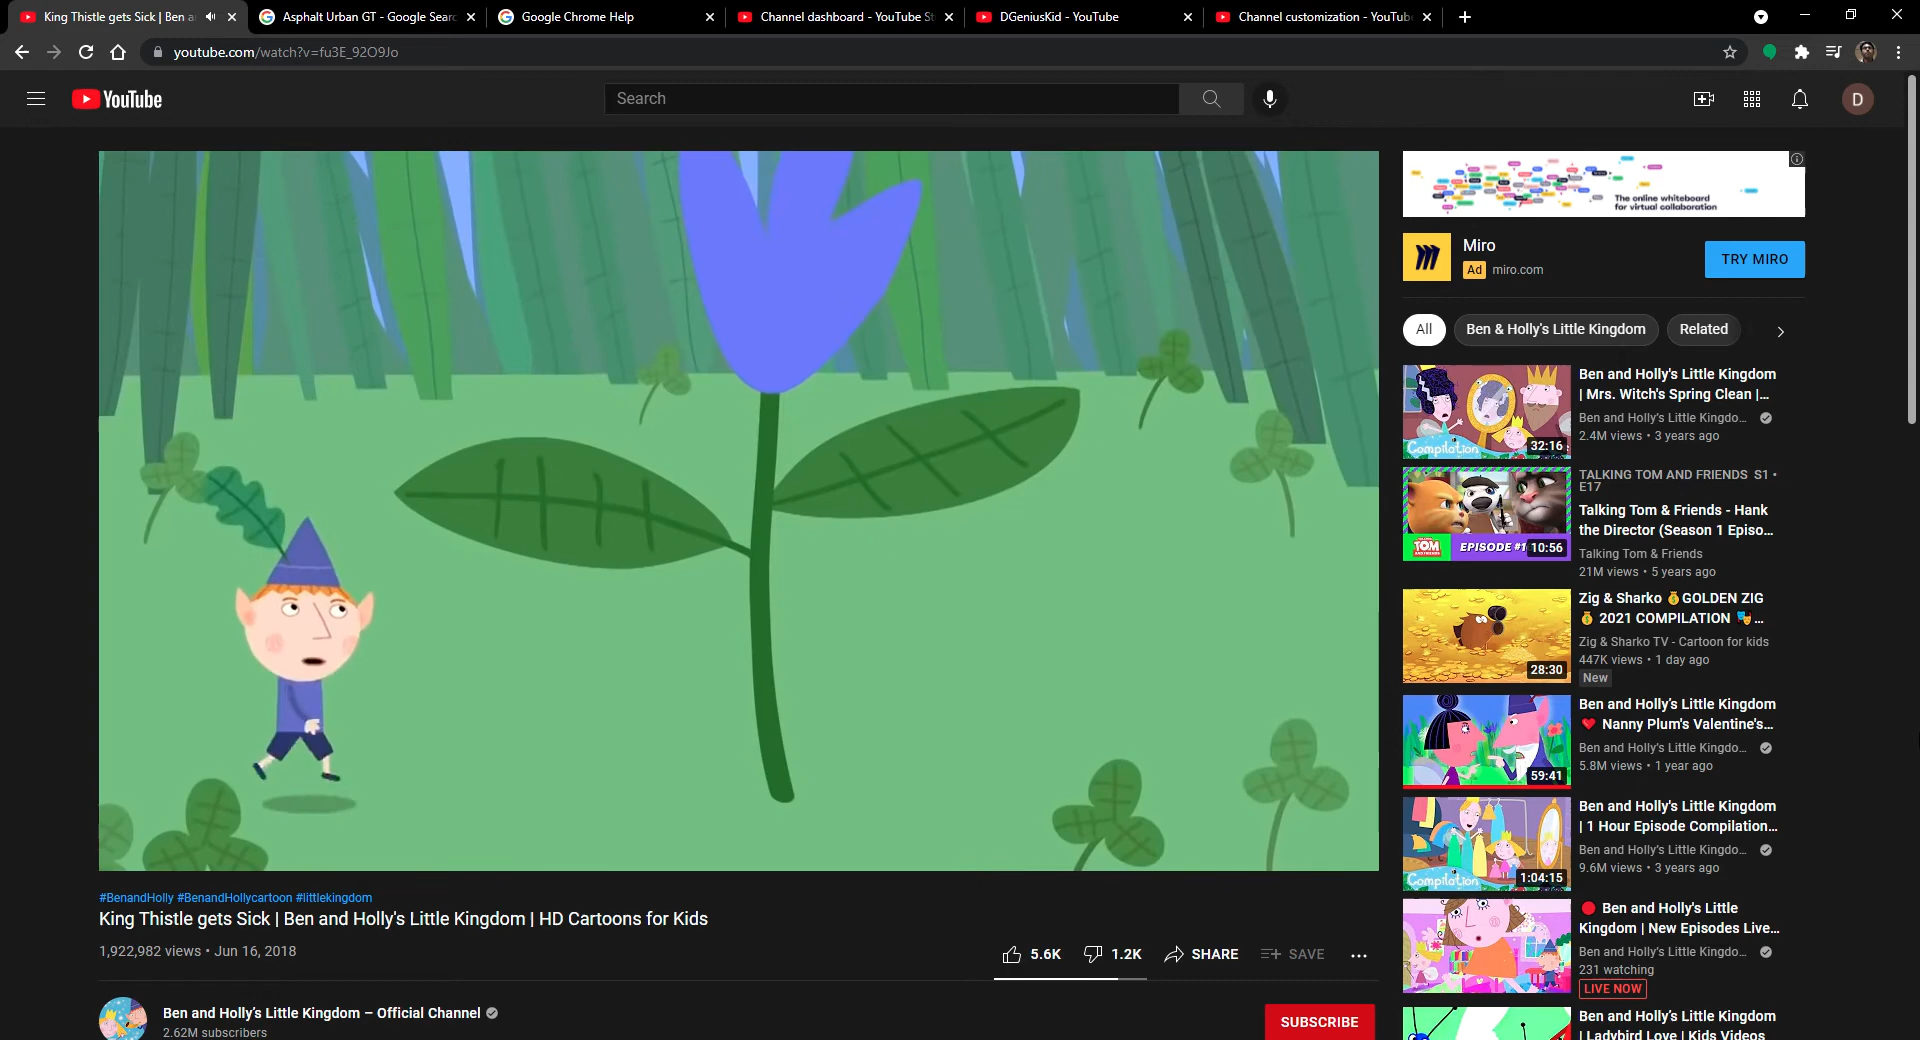 King Thistle gets Sick | Ben a
Asphalt Urban GT - Google Searc
Google Chrome Help
Channel dashboard - YouTube St
DGeniusKid - YouTube
Channel customization - YouTub
youtube.com/watch?v=fu3E_92O9Jo
YouTube
Search
D
The online whiteboard
for virtual collaboration
Miro
Ad miro.com
TRY MIRO
All
Ben & Holly's Little Kingdom
Related
Ben and Holly's Little Kingdom
| Mrs. Witch's Spring Clean |...
Ben and Holly's Little Kingdo...
2.4M views • 3 years ago
Compilation
32:16
TALKING TOM AND FRIENDS S1 •
E17
Talking Tom & Friends - Hank
the Director (Season 1 Episo...
Talking Tom & Friends
21M views • 5 years ago
TALKING TOM AND FRIENDS
EPISODE #1
10:56
Zig & Sharko 💰GOLDEN ZIG
💰 2021 COMPILATION 🎭...
Zig & Sharko TV - Cartoon for kids
447K views • 1 day ago
New
28:30
Ben and Holly's Little Kingdom
❤️ Nanny Plum's Valentine's...
Ben and Holly's Little Kingdo...
5.8M views • 1 year ago
59:41
Ben and Holly's Little Kingdom
| 1 Hour Episode Compilation...
Ben and Holly's Little Kingdo...
9.6M views • 3 years ago
Compilation
1:04:15
🔴 Ben and Holly's Little
Kingdom | New Episodes Live...
Ben and Holly's Little Kingdo...
231 watching
LIVE NOW
Ben and Holly's Little Kingdom
| Ladybird Love | Kids Videos
#BenandHolly #BenandHollycartoon #littlekingdom
King Thistle gets Sick | Ben and Holly's Little Kingdom | HD Cartoons for Kids
1,922,982 views • Jun 16, 2018
5.6K
1.2K
SHARE
SAVE
Ben and Holly's Little Kingdom – Official Channel
2.62M subscribers
SUBSCRIBE